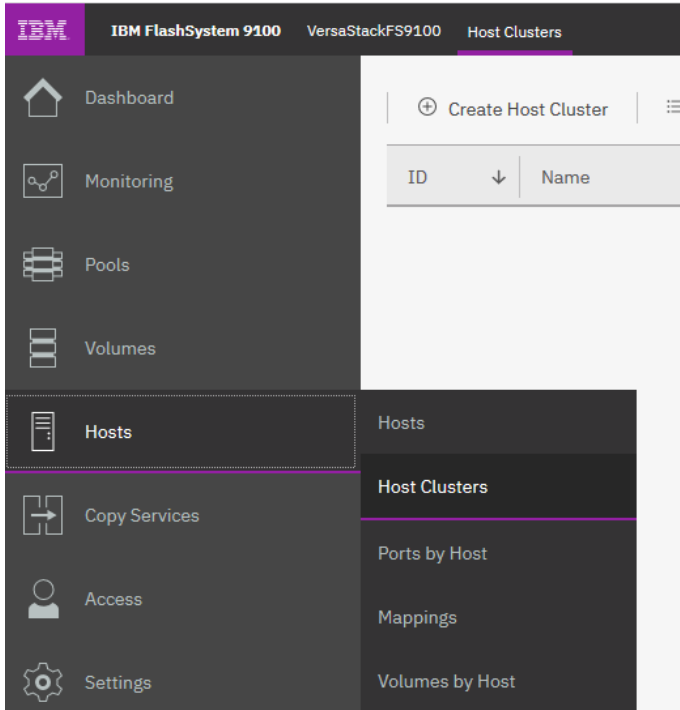 IBM IBM FlashSystem 9100 VersaStackFS9100 Host Clusters
Dashboard
Create Host Cluster
Monitoring
ID Name
Pools
Volumes
Hosts
Copy Services
Access
Settings
Hosts
Host Clusters
Ports by Host
Mappings
Volumes by Host